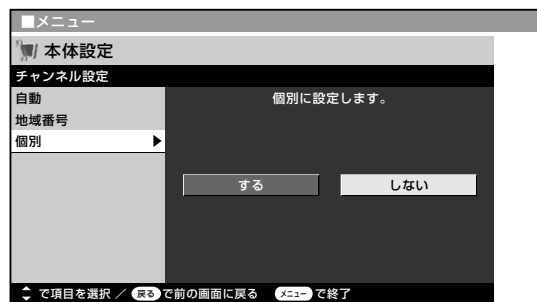 ■メニュー
本体設定
チャンネル設定
自動
地域番号
個別
個別に設定します。
する しない
で項目を選択 ／ 戻る で前の画面に戻る メニュー で終了